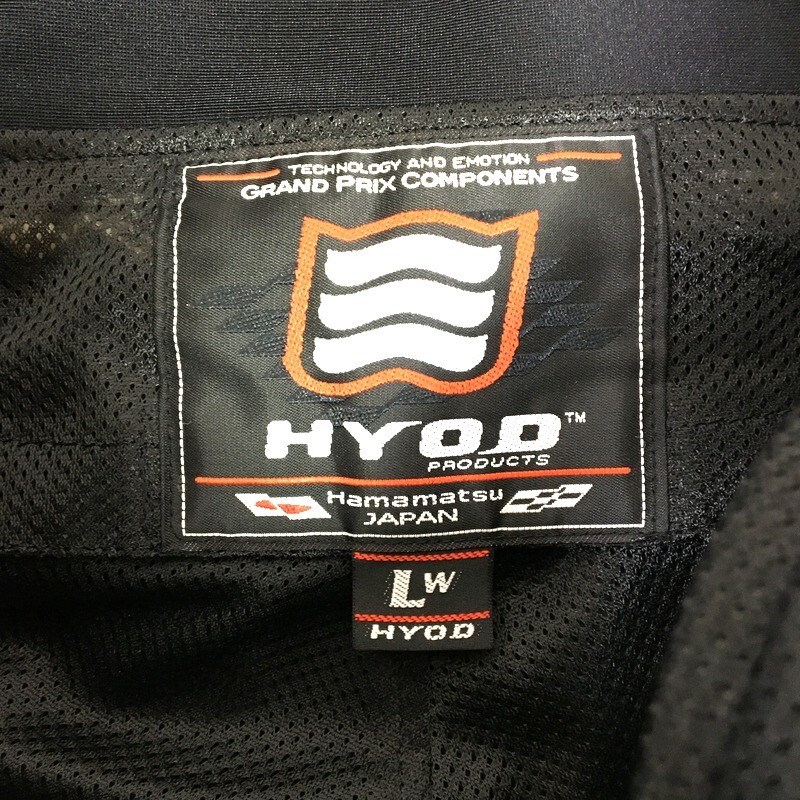 TECHNOLOGY AND EMOTION
GRAND PRIX COMPONENTS
HYOD™
PRODUCTS
Hamamatsu
JAPAN
LW
HYOD